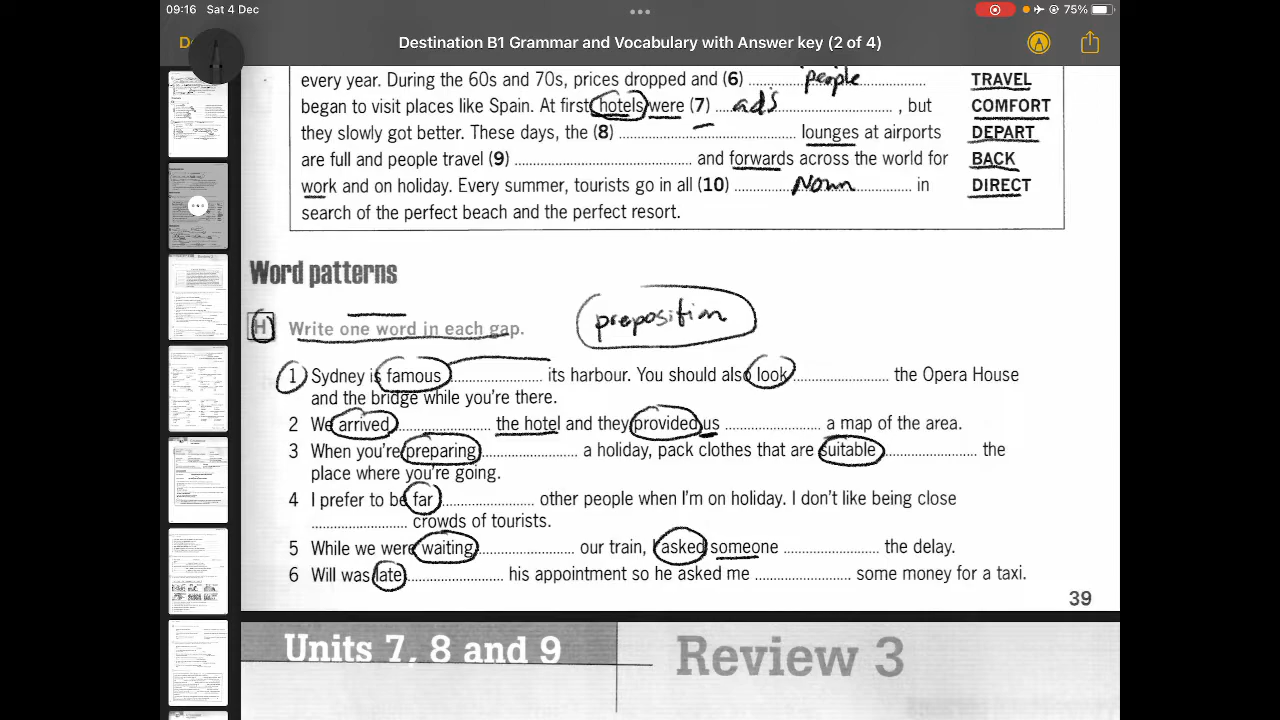 09:16 Sat 4 Dec
75%
Destination B1 Grammar and Vocabulary with Answer key (2 of 4)
every year. During the 60s and 70s, prices dropped and (6) people TRAVEL
began to visit places like Spain. At first, hotels were (7) adj but COMFORT
they slowly got better. These days, the (8) lounges at airports DEPART
are full and people travel (9) and forwards across the world for BACK
work and on holiday. Every summer, tourists go in all (10) Noun in DIRECT
search of the perfect beach and the perfect resort.
Word patterns
preposition
H Write one word in each gap.
1 Sydney is famous its harbour. You should also look the Opera House
and the bridge while you're there.
2 We arrived the hotel and they provided us a map of the area.
3 When you're preparing a holiday, pack clothes that are suitable the
place you're visiting.
4 I prefer to be far other people when I'm on holiday. I don't like being close
crowds of tourists.
5 While we were waiting our bus, I asked someone the delay.
Will was late his appointment so he asked me some money for a taxi.
39
Units 7, 8 and 9 Review